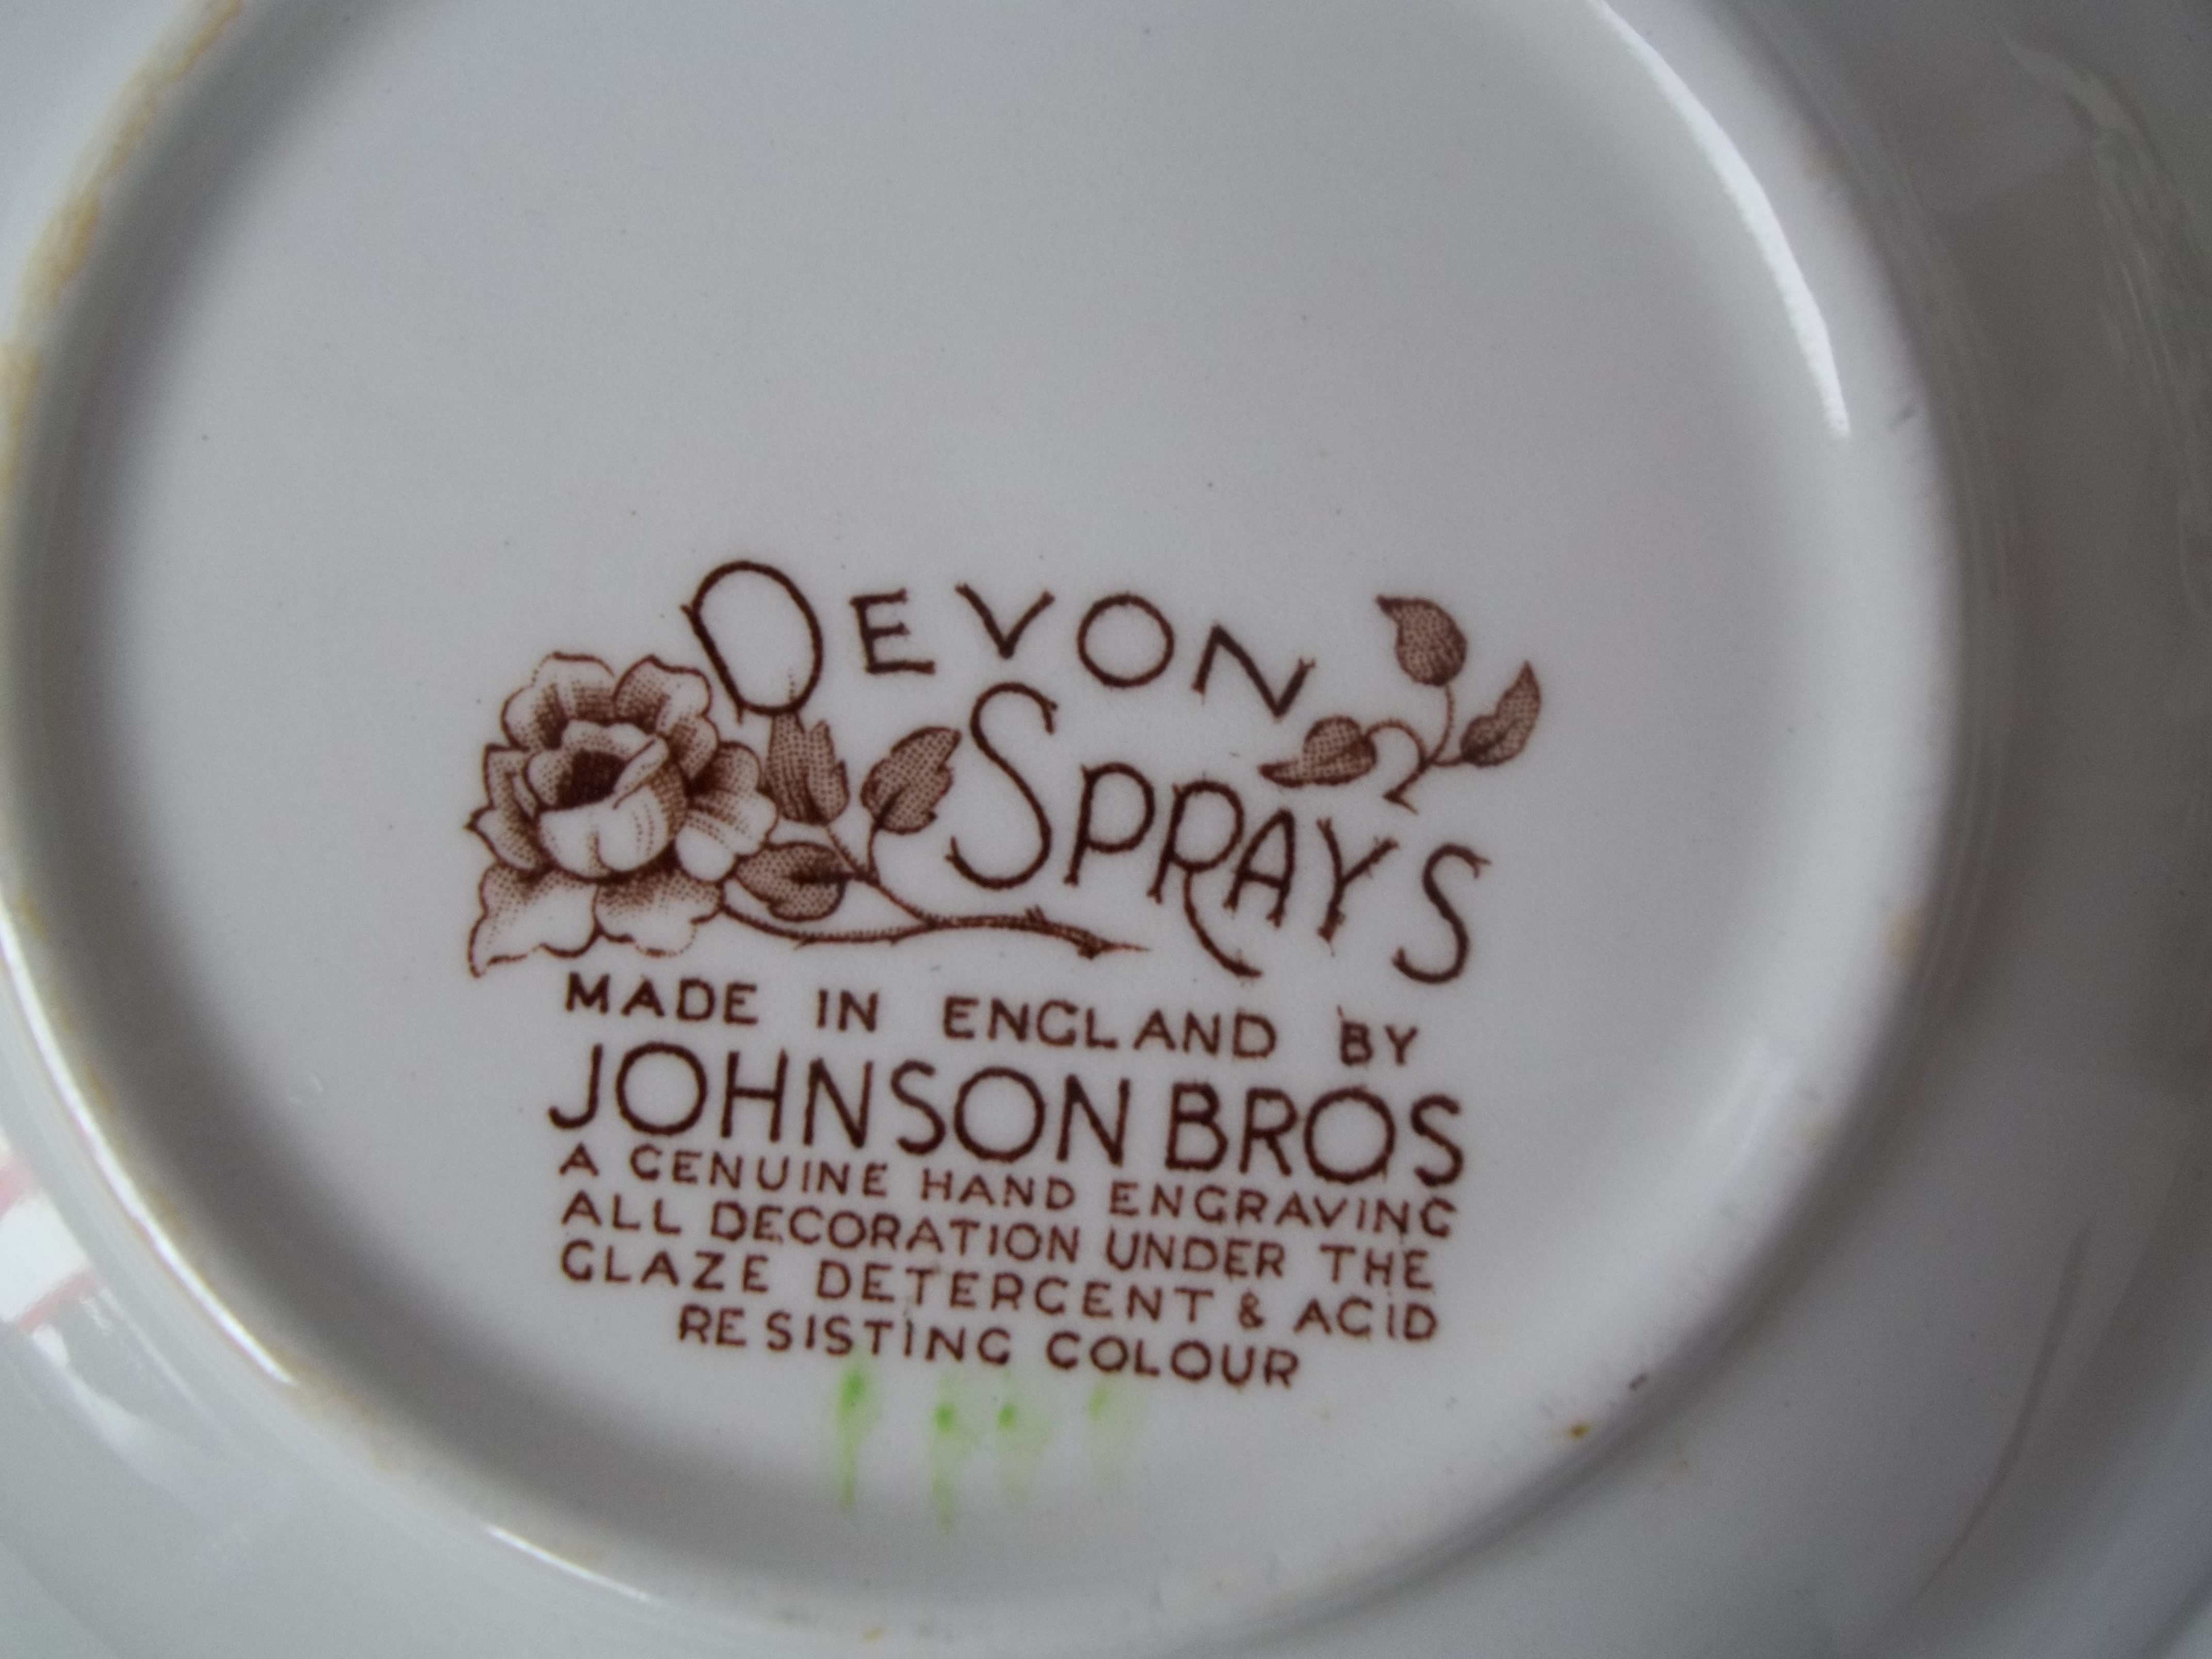 DEVON
SPRAYS
MADE IN ENGLAND BY
JOHNSON BROS
A GENUINE HAND ENGRAVING
ALL DECORATION UNDER THE
GLAZE DETERGENT & ACID
RESISTING COLOUR